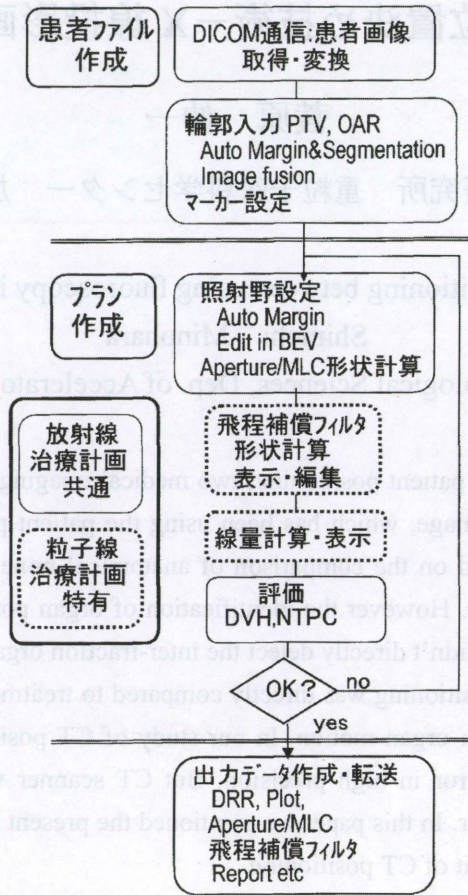 患者ファイル
作成
DICOM通信:患者画像
取得・変換
輪郭入力 PTV, OAR
Auto Margin&Segmentation
Image fusion
マーカー設定
プラン
作成
照射野設定
Auto Margin
Edit in BEV
Aperture/MLC形状計算
放射線
治療計画
共通
粒子線
治療計画
特有
飛程補償フィルタ
形状計算
表示・編集
線量計算・表示
評価
DVH,NTPC
OK?
no
yes
出力データ作成・転送
DRR, Plot,
Aperture/MLC
飛程補償フィルタ
Report etc